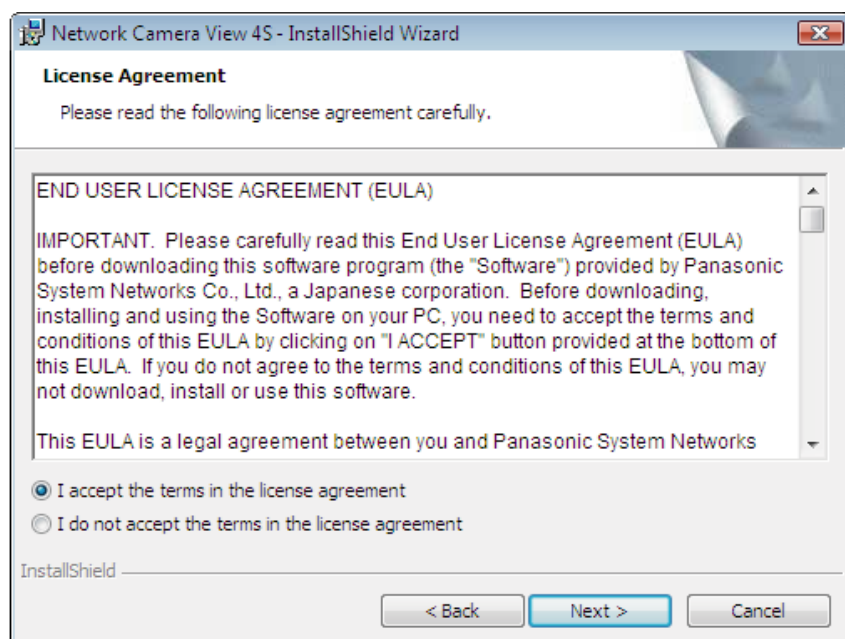 Network Camera View 4S - InstallShield Wizard
License Agreement
Please read the following license agreement carefully.
END USER LICENSE AGREEMENT (EULA)
IMPORTANT.  Please carefully read this End User License Agreement (EULA)
before downloading this software program (the "Software") provided by Panasonic
System Networks Co., Ltd., a Japanese corporation.  Before downloading,
installing and using the Software on your PC, you need to accept the terms and
conditions of this EULA by clicking on "I ACCEPT" button provided at the bottom of
this EULA.  If you do not agree to the terms and conditions of this EULA, you may
not download, install or use this software.
This EULA is a legal agreement between you and Panasonic System Networks
I accept the terms in the license agreement
I do not accept the terms in the license agreement
InstallShield
< Back Next > Cancel